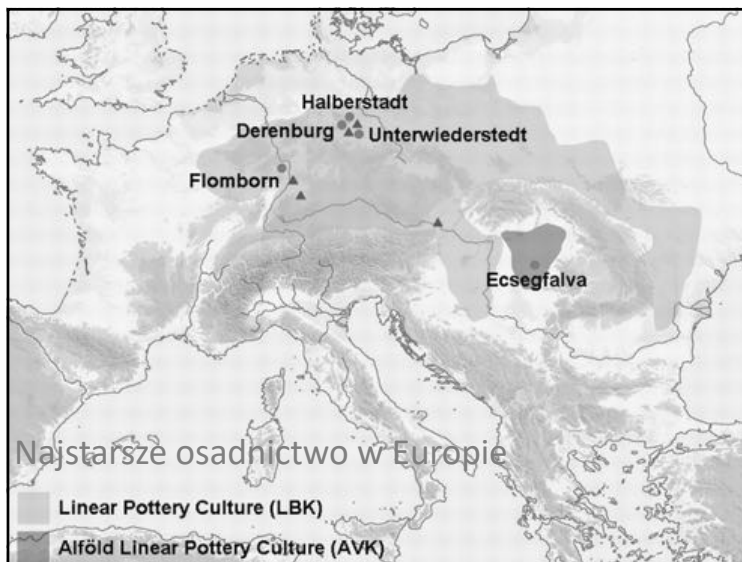 Halberstadt
Derenburg
Unterwiederstedt
Flomborn
Ecsegfalva
Najstarsze osadnictwo w Europie
Linear Pottery Culture (LBK)
Alföld Linear Pottery Culture (AVK)